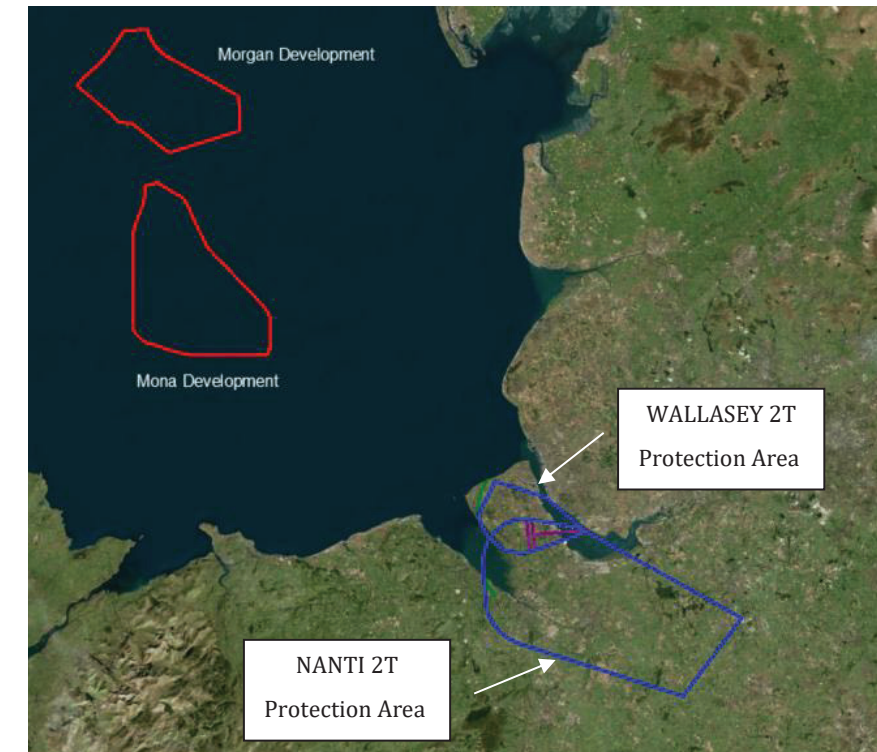 Morgan Development
Mona Development
WALLASEY 2T
Protection Area
NANTI 2T
Protection Area